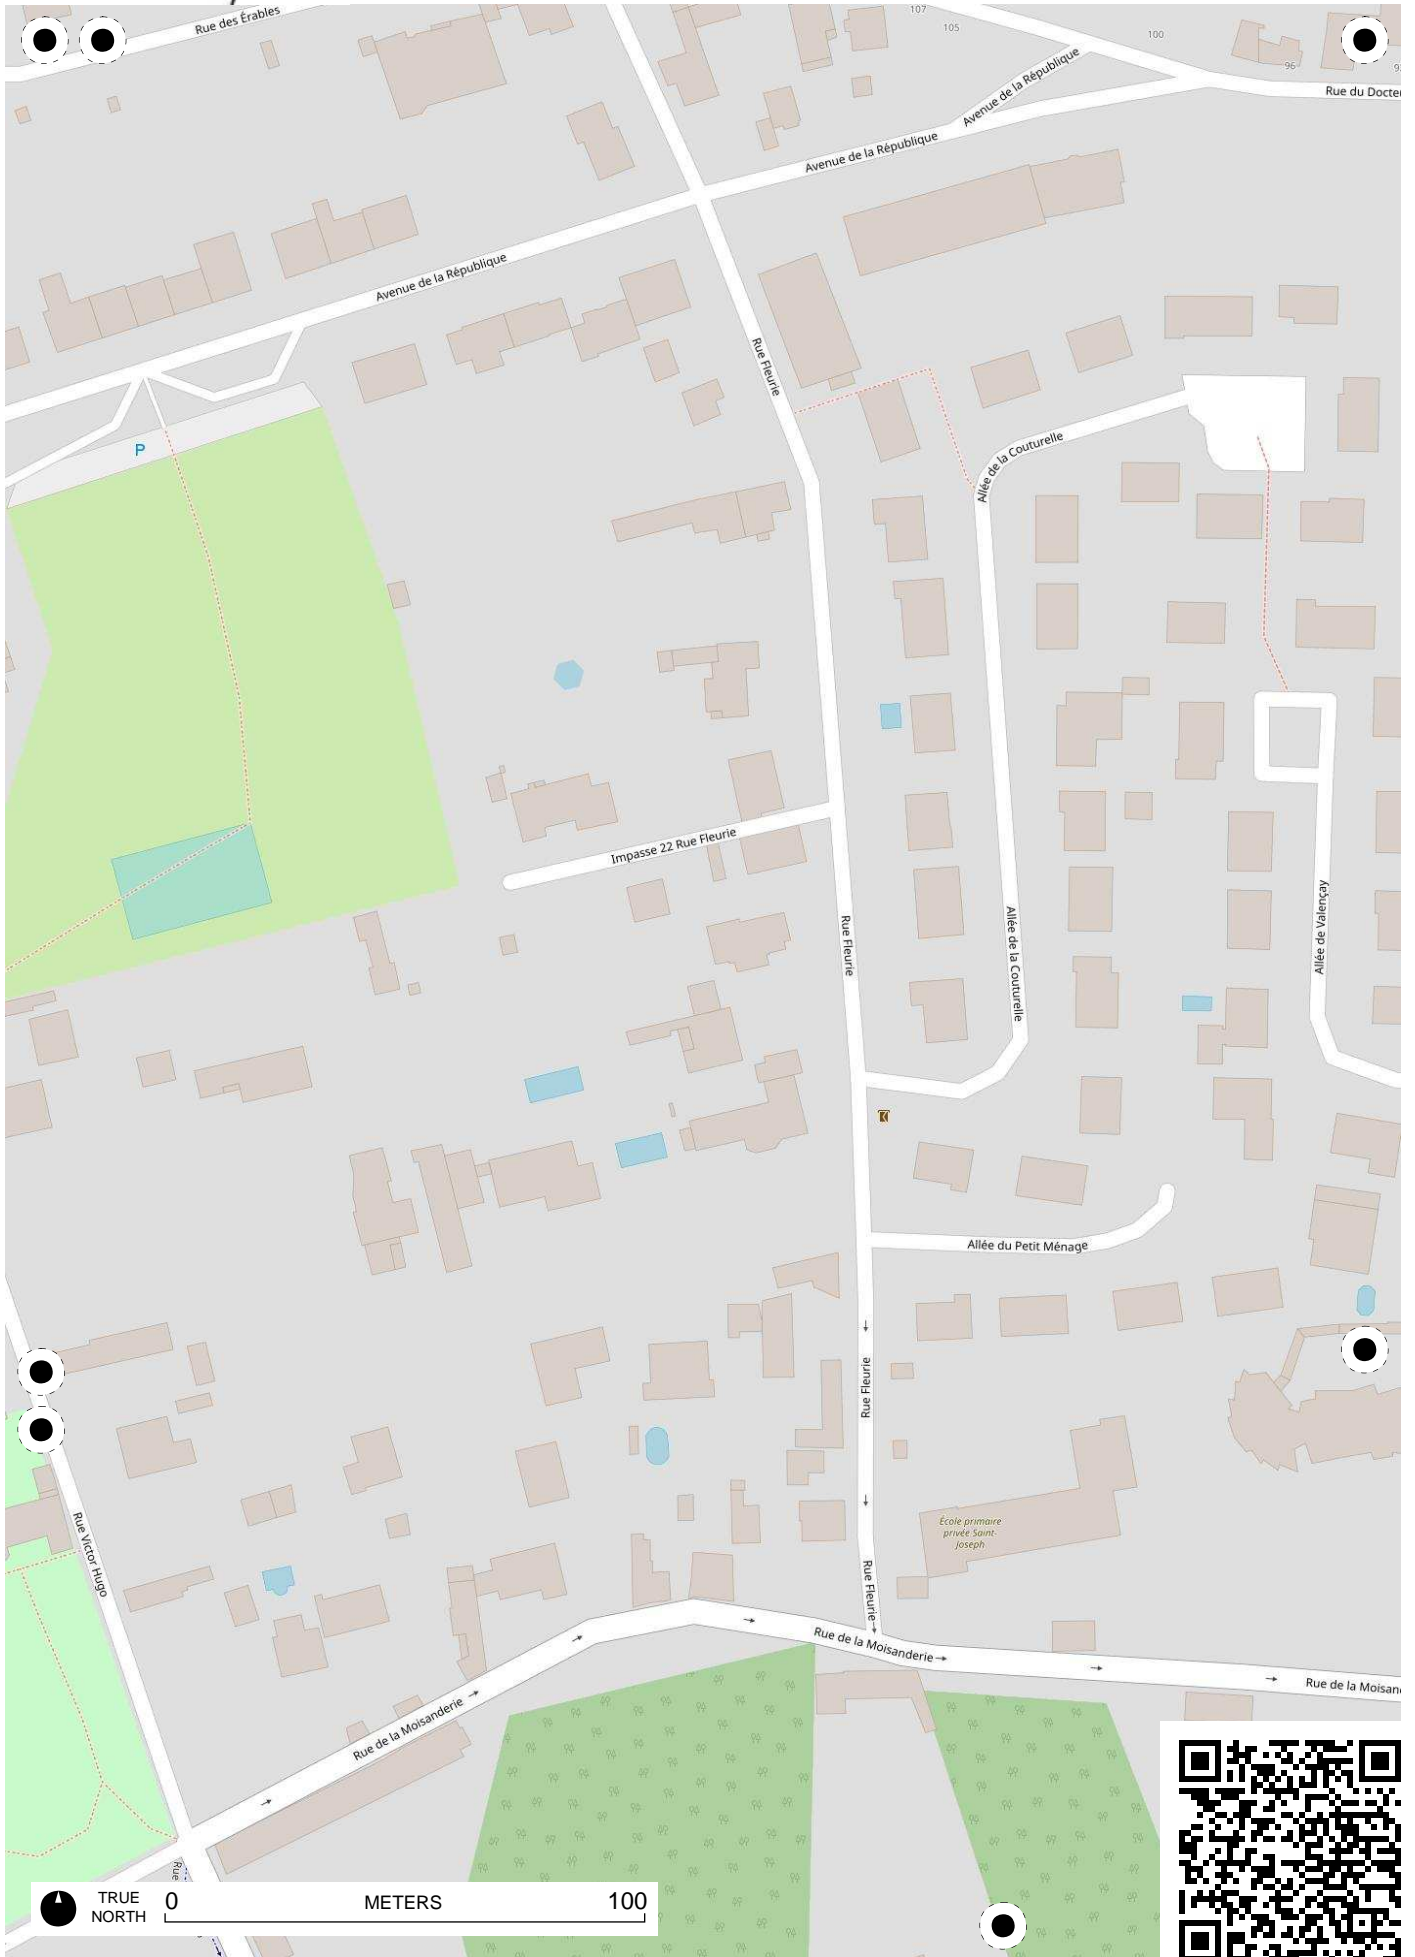 Rue des Érables
107
105
100
96
Avenue de la République
Rue du Docte
Avenue de la République
Avenue de la République
Rue Fleurie
Allée de la Couturelle
P
Impasse 22 Rue Fleurie
Rue Fleurie
Allée de la Couturelle
Allée de Valençay
Allée du Petit Ménage
Rue Fleurie
École primaire
privée Saint-
Joseph
Rue Victor Hugo
Rue Fleurie
Rue de la Moisanderie
Rue de la Moisan
Rue de la Moisanderie
Rue
TRUE
NORTH
0 METERS 100